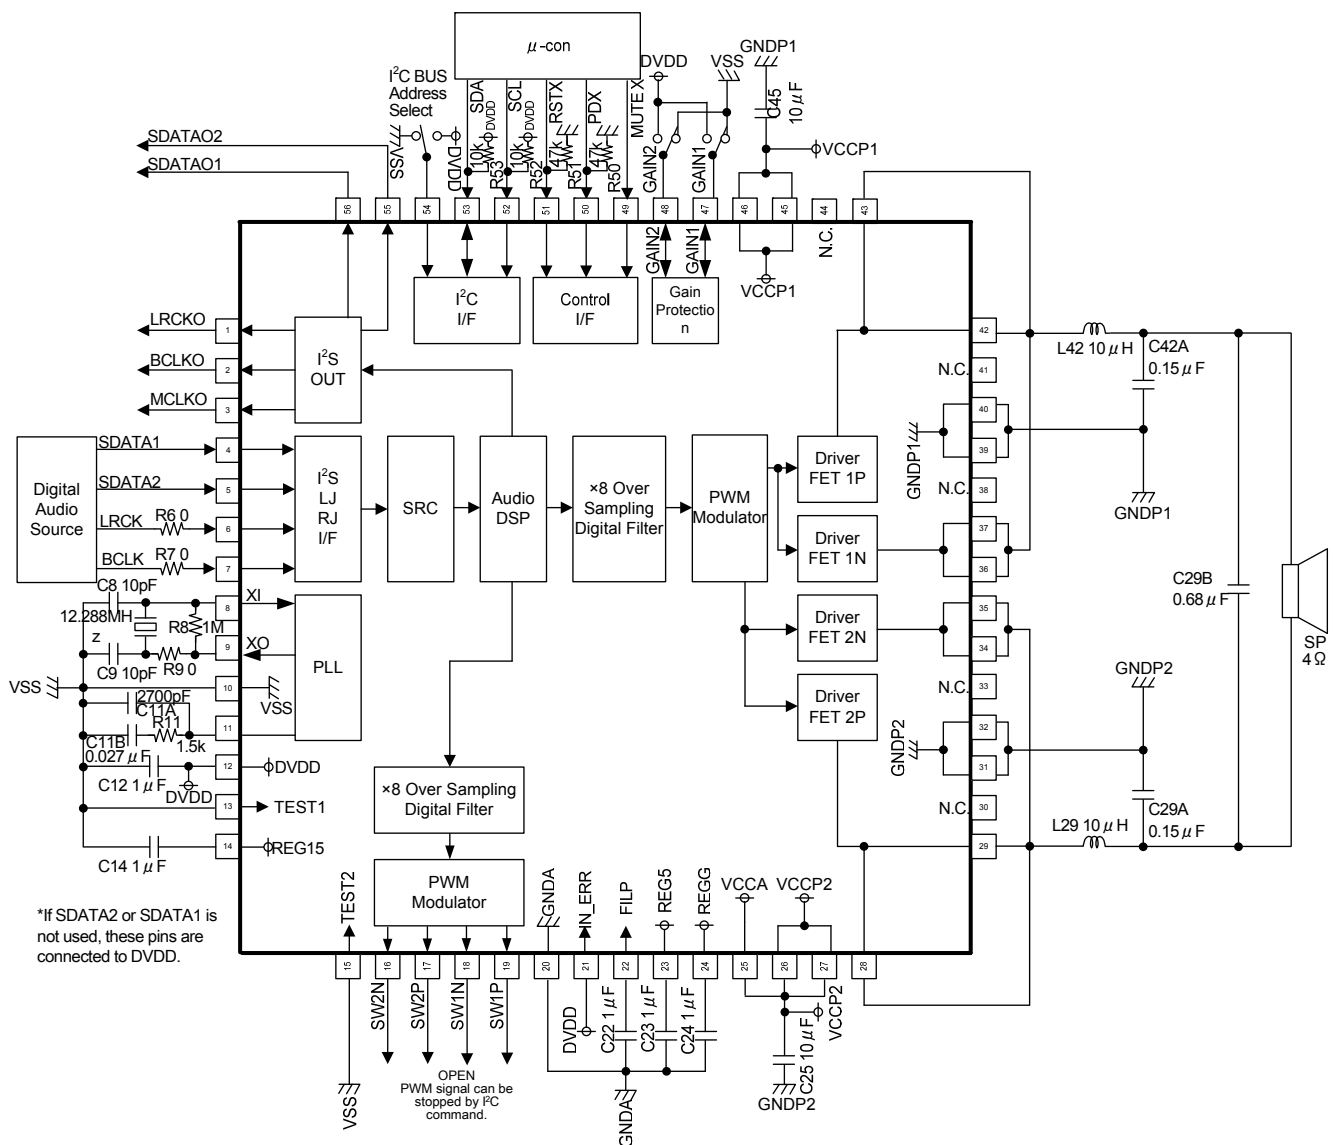 μ-con
I²C BUS
Address
Select
VSS
DVDD
SDA
DVDD
10k
R53
SCL
DVDD
10k
R52
RSTX
47k
R51
PDX
47k
R50
MUTE X
DVDD
VSS
GAIN2
GAIN1
GNDP1
C45
10μF
VCCP1
SDATAO2
SDATAO1
56
55
54
53
52
51
50
49
48
47
46
45
44
43
GAIN2
GAIN1
VCCP1
N.C.
I²C
I/F
Control
I/F
Gain
Protectio
n
LRCKO
1
BCLKO
2
MCLKO
3
I²S
OUT
Digital
Audio
Source
SDATA1
4
SDATA2
5
LRCK
R6 0
6
BCLK
R7 0
7
I²S
LJ
RJ
I/F
SRC
Audio
DSP
×8 Over
Sampling
Digital Filter
PWM
Modulator
Driver
FET 1P
Driver
FET 1N
Driver
FET 2N
Driver
FET 2P
C8 10pF
12.288MH
z
R8
1M
C9 10pF
R9 0
8
XI
9
XO
PLL
VSS
10
VSS
2700pF
C11A
R11
C11B
0.027μF
1.5k
11
C12 1μF
DVDD
12
DVDD
13
TEST1
C14 1μF
14
REG15
×8 Over Sampling
Digital Filter
PWM
Modulator
*If SDATA2 or SDATA1 is
not used, these pins are
connected to DVDD.
TEST2
GNDA
IN_ERR
FILP
REG5
REGG
VCCA
VCCP2
15
16
17
18
19
20
21
22
23
24
25
26
27
28
VSS
SW2N
SW2P
SW1N
SW1P
OPEN
PWM signal can be
stopped by I²C
command.
DVDD
C22 1μF
C23 1μF
C24 1μF
GNDA
C25 10μF
VCCP2
GNDP2
42
N.C.
41
40
GNDP1
39
N.C.
38
37
36
35
34
N.C.
33
32
GNDP2
31
N.C.
30
29
L42 10μH
C42A
0.15μF
GNDP1
C29B
0.68μF
SP
4Ω
GNDP2
C29A
0.15μF
L29 10μH